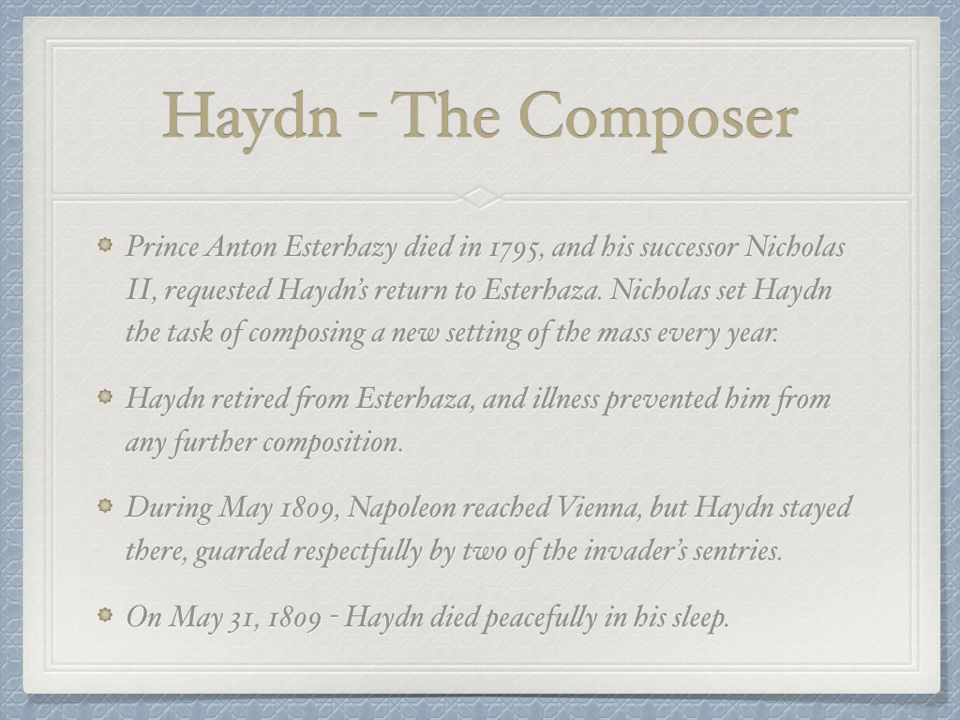 Haydn - The Composer
Prince Anton Esterhazy died in 1795, and his successor Nicholas
II, requested Haydn's return to Esterhaza. Nicholas set Haydn
the task of composing a new setting of the mass every year.
Haydn retired from Esterhaza, and illness prevented him from
any further composition.
During May 1809, Napoleon reached Vienna, but Haydn stayed
there, guarded respectfully by two of the invader's sentries.
On May 31, 1809 - Haydn died peacefully in his sleep.